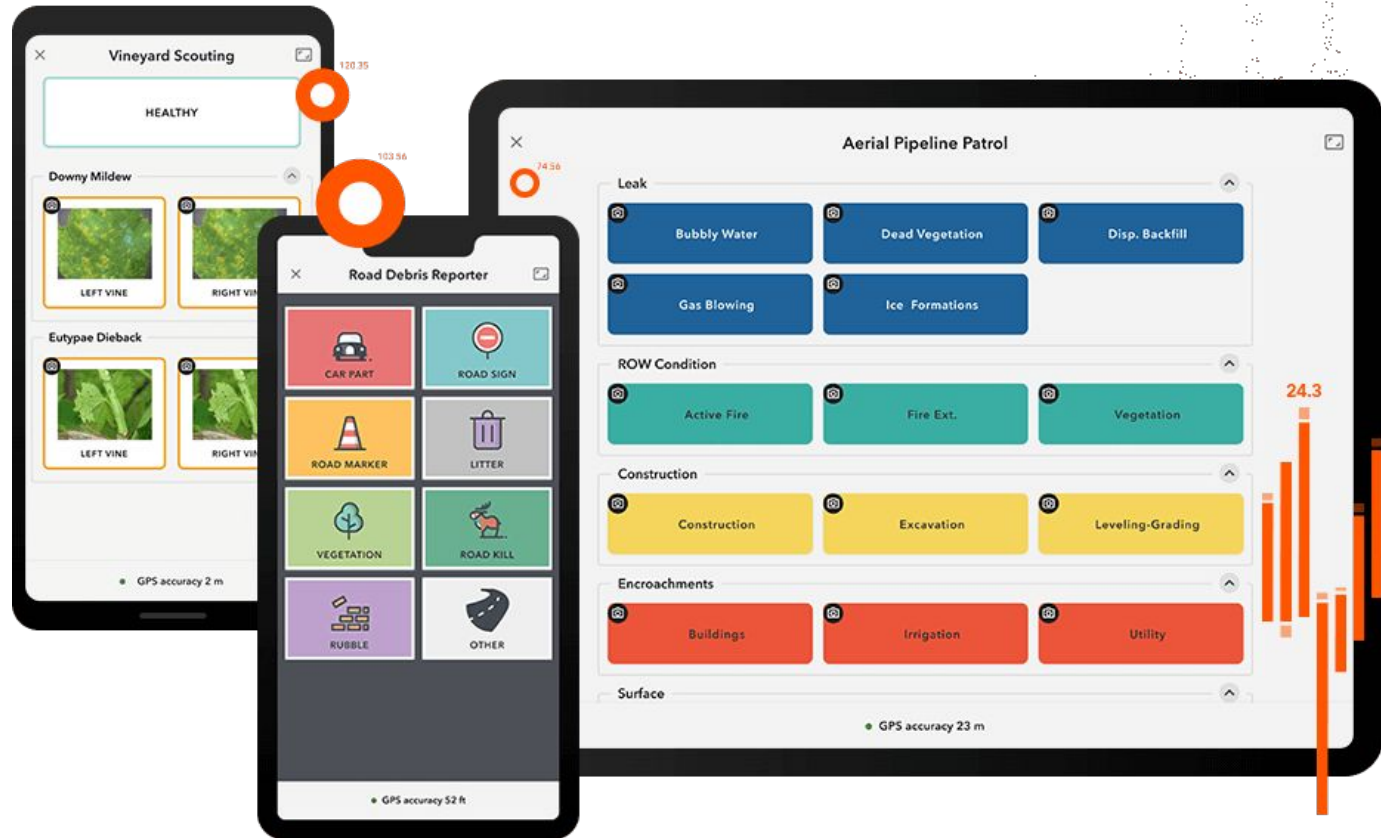 Vineyard Scouting
HEALTHY
Downy Mildew
LEFT VINE
RIGHT
Eutypae Dieback
LEFT VINE
RIGHT
GPS accuracy 2 m
120.35
103.56
Road Debris Reporter
CAR PART
ROAD SIGN
ROAD MARKER
LITTER
VEGETATION
ROAD KILL
RUBBLE
OTHER
GPS accuracy 52 ft
74.56
Aerial Pipeline Patrol
Leak
Bubbly Water
Dead Vegetation
Disp. Backfill
Gas Blowing
Ice Formations
ROW Condition
Active Fire
Fire Ext.
Vegetation
Construction
Construction
Excavation
Leveling-Grading
Encroachments
Buildings
Irrigation
Utility
Surface
GPS accuracy 23 m
24.3